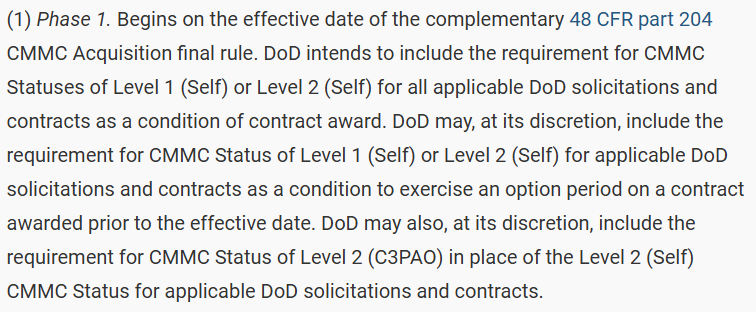 (1) Phase 1. Begins on the effective date of the complementary 48 CFR part 204
CMMC Acquisition final rule. DoD intends to include the requirement for CMMC
Statuses of Level 1 (Self) or Level 2 (Self) for all applicable DoD solicitations and
contracts as a condition of contract award. DoD may, at its discretion, include the
requirement for CMMC Status of Level 1 (Self) or Level 2 (Self) for applicable DoD
solicitations and contracts as a condition to exercise an option period on a contract
awarded prior to the effective date. DoD may also, at its discretion, include the
requirement for CMMC Status of Level 2 (C3PAO) in place of the Level 2 (Self)
CMMC Status for applicable DoD solicitations and contracts.